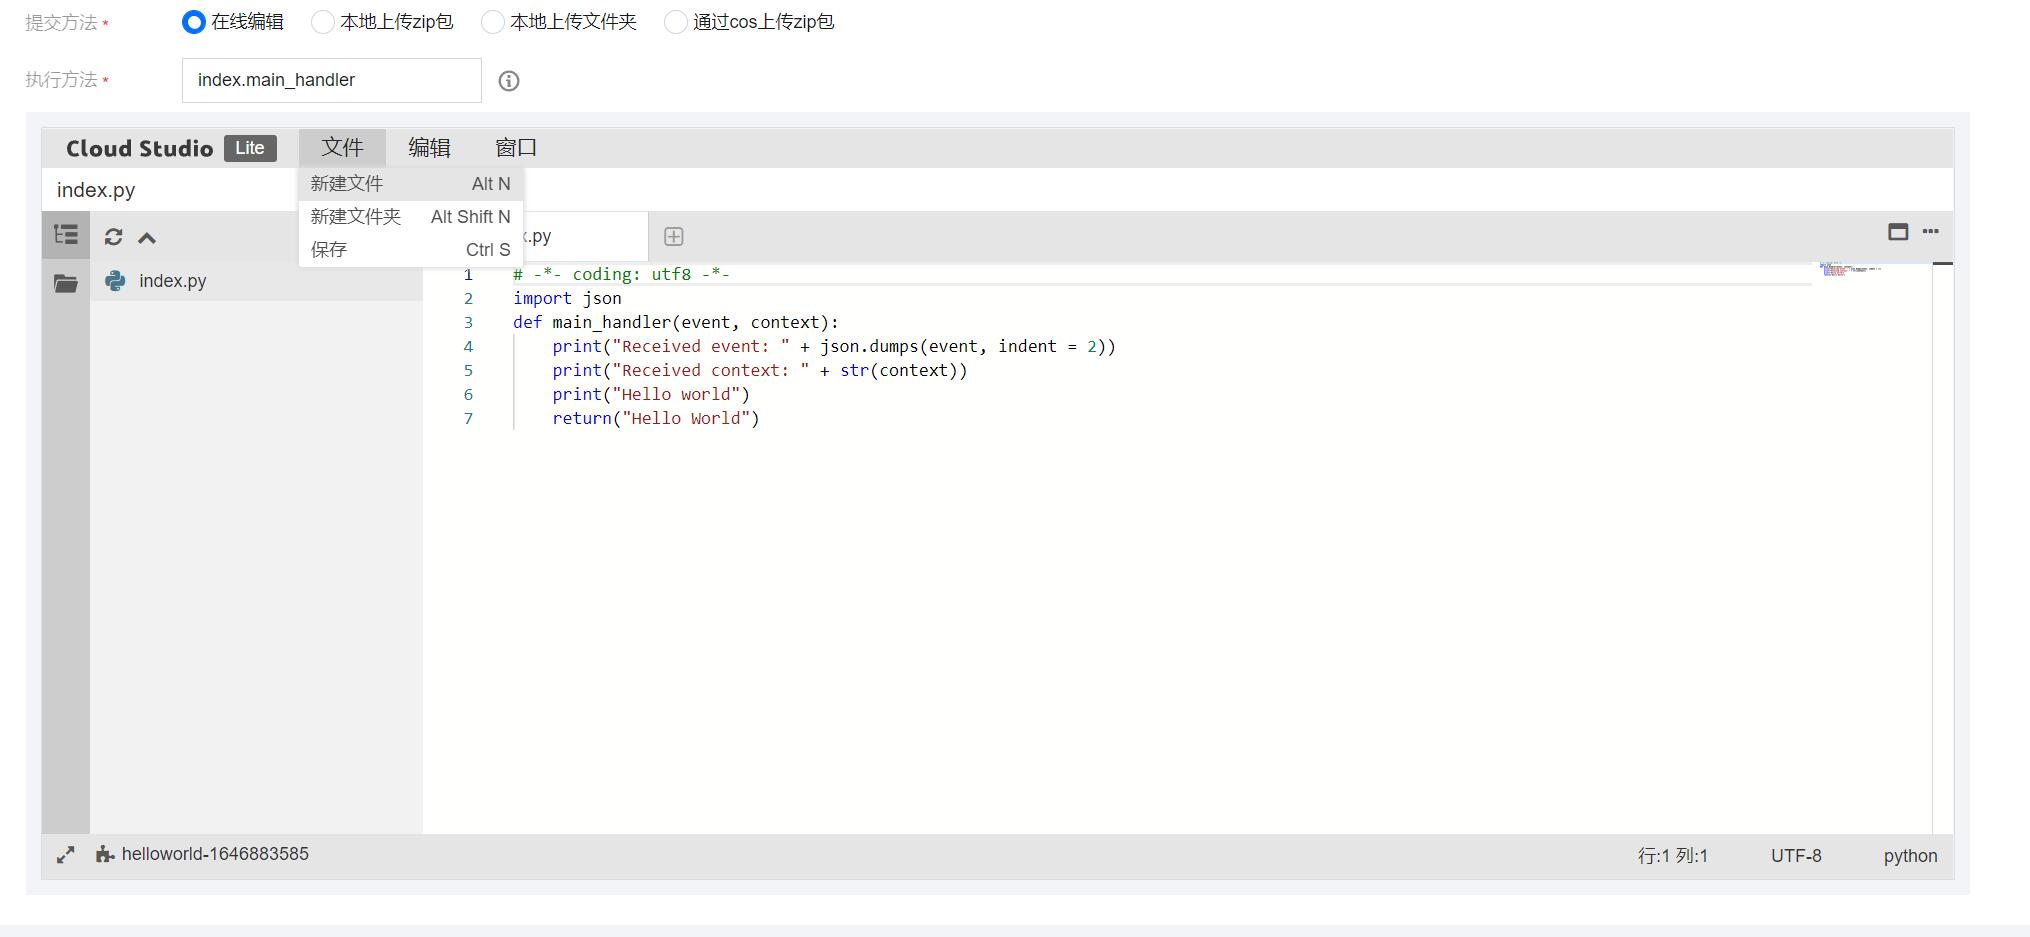 提交方法 * 在线编辑 本地上传zip包 本地上传文件夹 通过cos上传zip包
执行方法 * index.main_handler
Cloud Studio Lite 文件 编辑 窗口
index.py
新建文件 Alt N
新建文件夹 Alt Shift N
保存 Ctrl S
x.py
index.py
1 # -*- coding: utf8 -*-
2 import json
3 def main_handler(event, context):
4     print("Received event: " + json.dumps(event, indent = 2))
5     print("Received context: " + str(context))
6     print("Hello world")
7     return("Hello World")
helloworld-1646883585 行:1 列:1 UTF-8 python